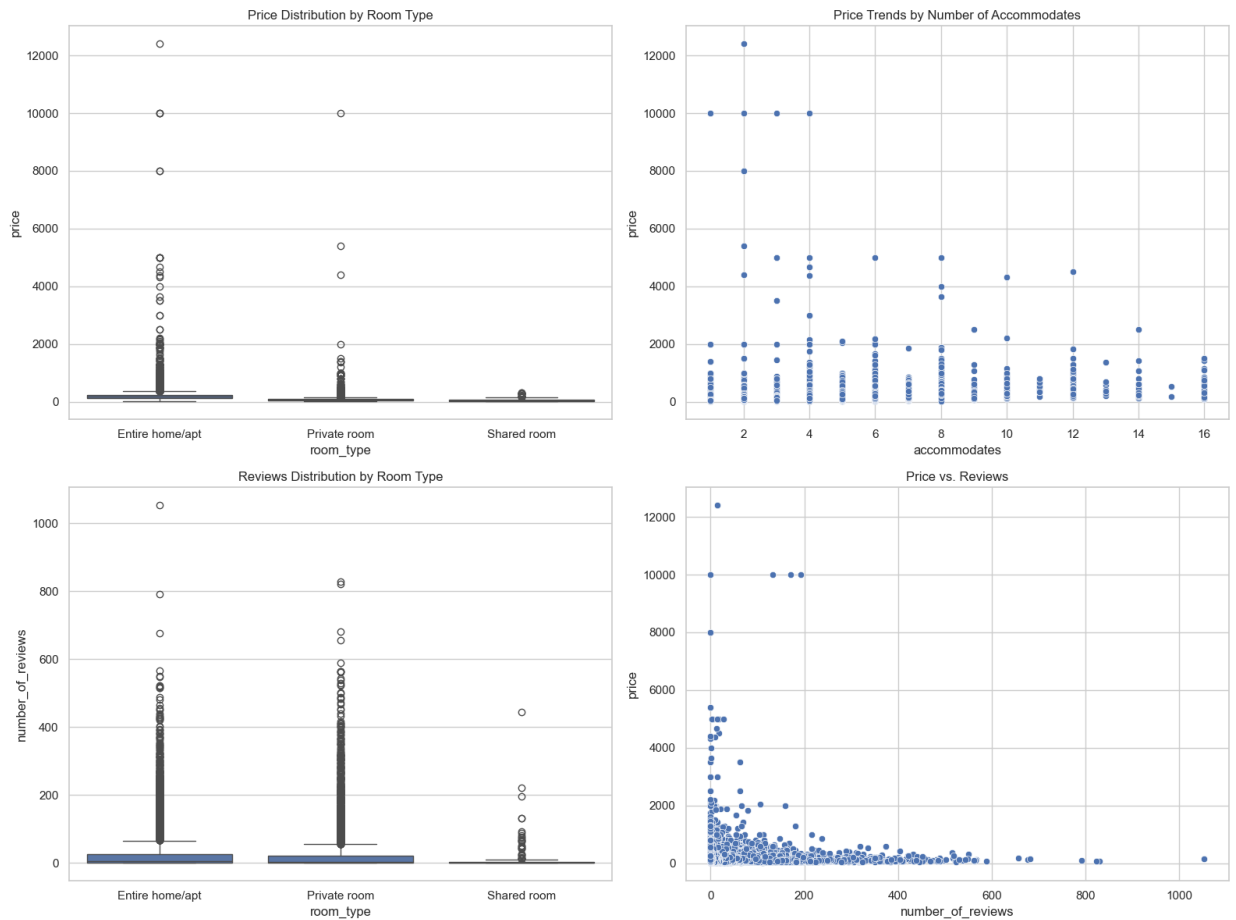 Price Distribution by Room Type
12000
10000
8000
6000
4000
2000
0
price
Entire home/apt Private room Shared room
room_type
Price Trends by Number of Accommodates
12000
10000
8000
6000
4000
2000
0
price
2 4 6 8 10 12 14 16
accommodates
Reviews Distribution by Room Type
1000
800
600
400
200
0
number_of_reviews
Entire home/apt Private room Shared room
room_type
Price vs. Reviews
12000
10000
8000
6000
4000
2000
0
price
0 200 400 600 800 1000
number_of_reviews